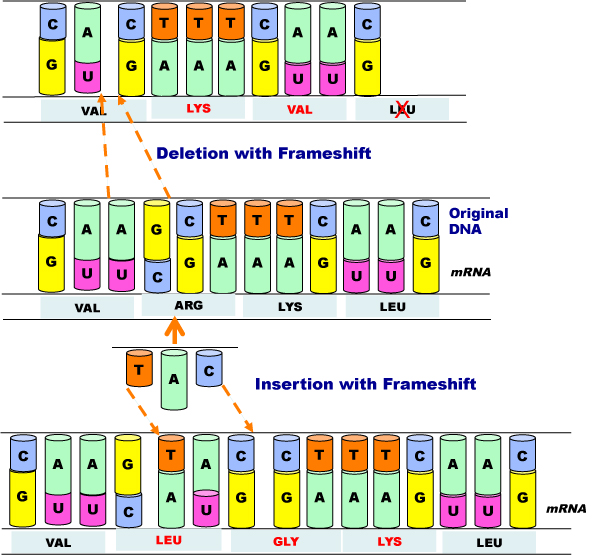 C A C T T T C A A C
G U G A A A G U U G
VAL LYS VAL LEU
Deletion with Frameshift
C A A G C T T T C A A C
Original
DNA
G U U C G A A A G U U G
mRNA
VAL ARG LYS LEU
T A C
Insertion with Frameshift
C A A G T A C C T T T C A A C
G U U C A U G G A A A G U U G
mRNA
VAL LEU GLY LYS LEU